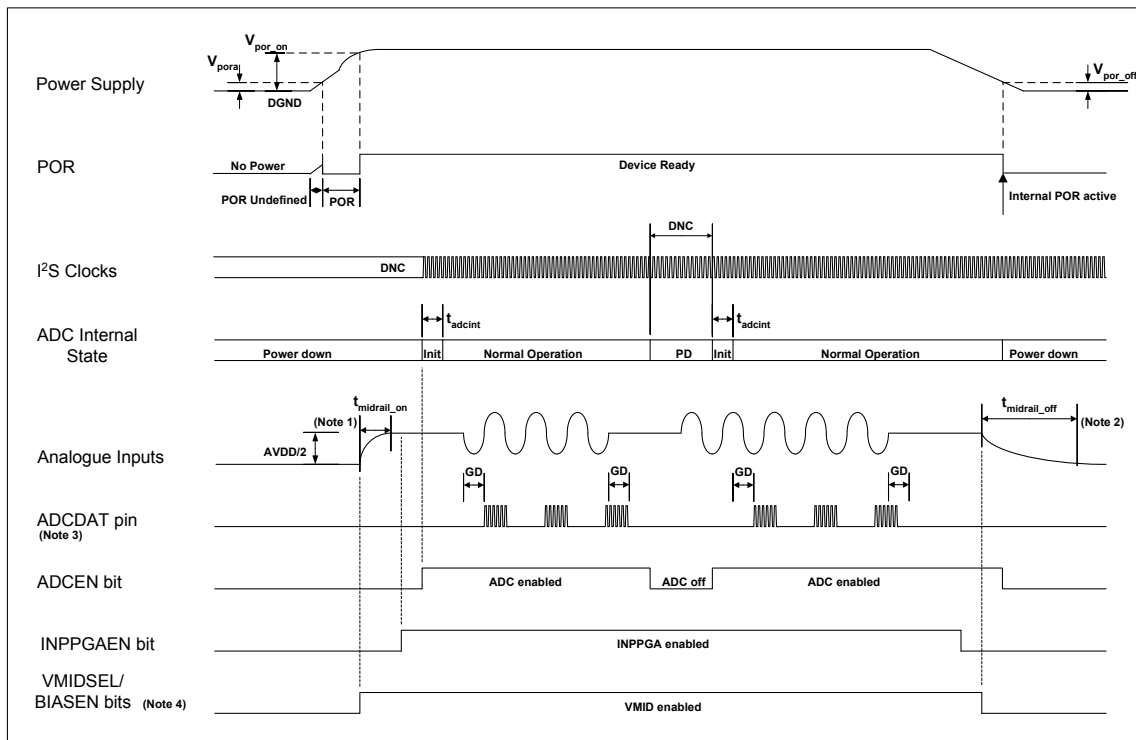 V_por_on
V_pora
V_por_off
Power Supply
DGND
POR
No Power
Device Ready
POR Undefined
POR
Internal POR active
DNC
I²S Clocks
DNC
t_adcint
t_adcint
ADC Internal
State
Power down
Init
Normal Operation
PD
Init
Normal Operation
Power down
t_midrail_on
(Note 1)
t_midrail_off
(Note 2)
AVDD/2
Analogue Inputs
GD
GD
GD
GD
ADCDAT pin
(Note 3)
ADCEN bit
ADC enabled
ADC off
ADC enabled
INPPGAEN bit
INPPGA enabled
VMIDSEL/
BIASEN bits (Note 4)
VMID enabled